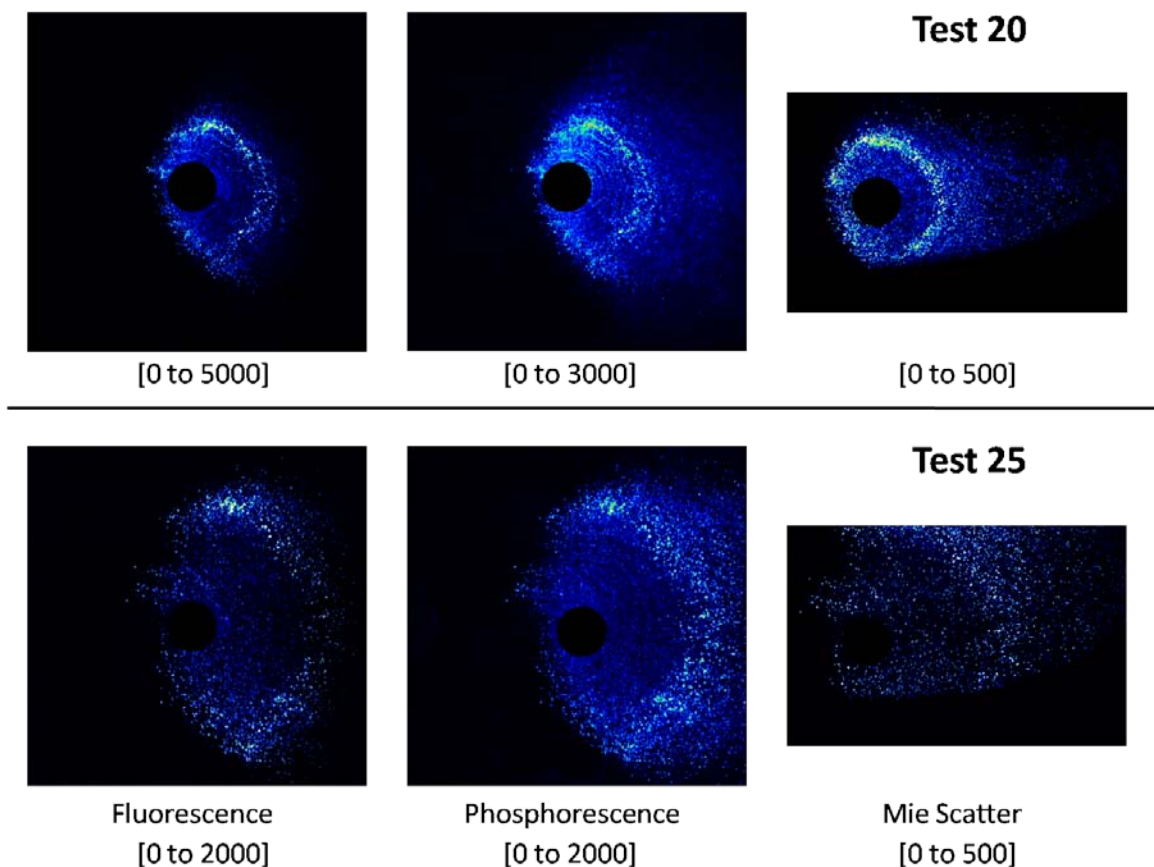 Test 20
[0 to 5000] [0 to 3000] [0 to 500]
Test 25
Fluorescence Phosphorescence Mie Scatter
[0 to 2000] [0 to 2000] [0 to 500]